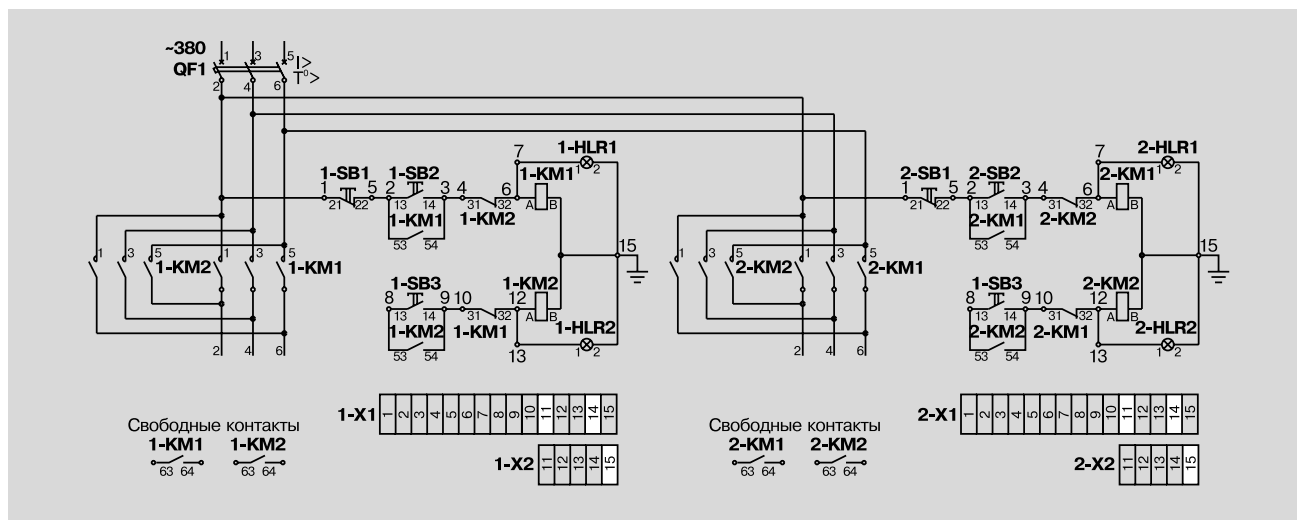 ~380
QF1
1 3 5
I>
T°>
2 4 6
1-SB1 1-SB2 7 1-HLR1
1 2
1-KM1
1 5 2 3 4 6
21 22 13 14 31 32 A B
1-KM1 1-KM2
53 54
1 3 5 1-KM2 1 3 5 1-KM1
15
1-SB3 1-KM2
8 9 10 12
13 14 31 32 A B
1-KM2 1-KM1 1-HLR2
53 54 1 2
13
2 4 6
2-SB1 2-SB2 7 2-HLR1
1 2
2-KM1
1 5 2 3 4 6
21 22 13 14 31 32 A B
2-KM1 2-KM2
53 54
1 3 5 2-KM2 1 3 5 2-KM1
15
1-SB3 2-KM2
8 9 10 12
13 14 31 32 A B
2-KM2 2-KM1 2-HLR2
53 54 1 2
13
2 4 6
1-X1 1 2 3 4 5 6 7 8 9 10 11 12 13 14 15
Свободные контакты
1-KM1 1-KM2
63 64 63 64
1-X2 11 12 13 14 15
2-X1 1 2 3 4 5 6 7 8 9 10 11 12 13 14 15
Свободные контакты
2-KM1 2-KM2
63 64 63 64
2-X2 11 12 13 14 15